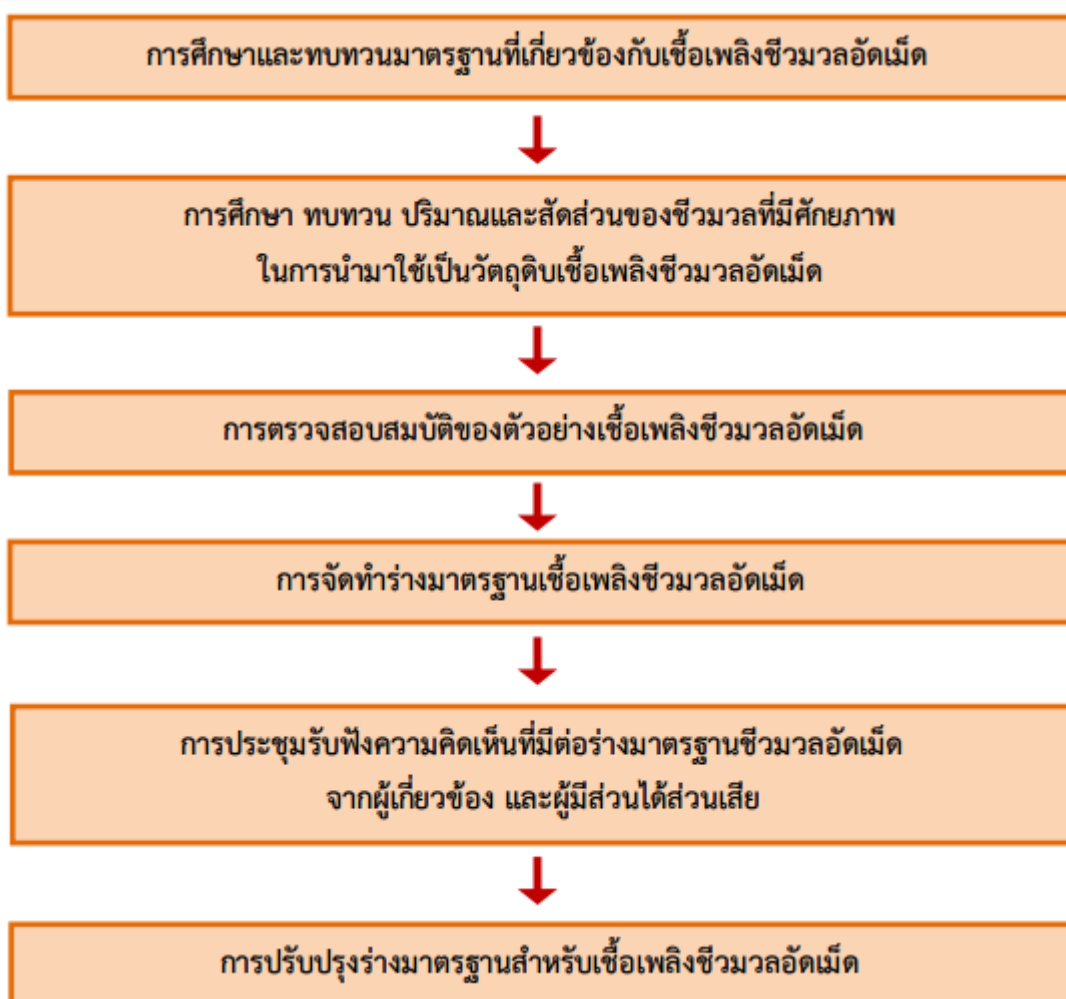 การศึกษาและทบทวนมาตรฐานที่เกี่ยวข้องกับเชื้อเพลิงชีวมวลอัดเม็ด
การศึกษา ทบทวน ปริมาณและสัดส่วนของชีวมวลที่มีศักยภาพ
ในการนำมาใช้เป็นวัตถุดิบเชื้อเพลิงชีวมวลอัดเม็ด
การตรวจสอบสมบัติของตัวอย่างเชื้อเพลิงชีวมวลอัดเม็ด
การจัดทำร่างมาตรฐานเชื้อเพลิงชีวมวลอัดเม็ด
การประชุมรับฟังความคิดเห็นที่มีต่อร่างมาตรฐานชีวมวลอัดเม็ด
จากผู้เกี่ยวข้อง และผู้มีส่วนได้ส่วนเสีย
การปรับปรุงร่างมาตรฐานสำหรับเชื้อเพลิงชีวมวลอัดเม็ด